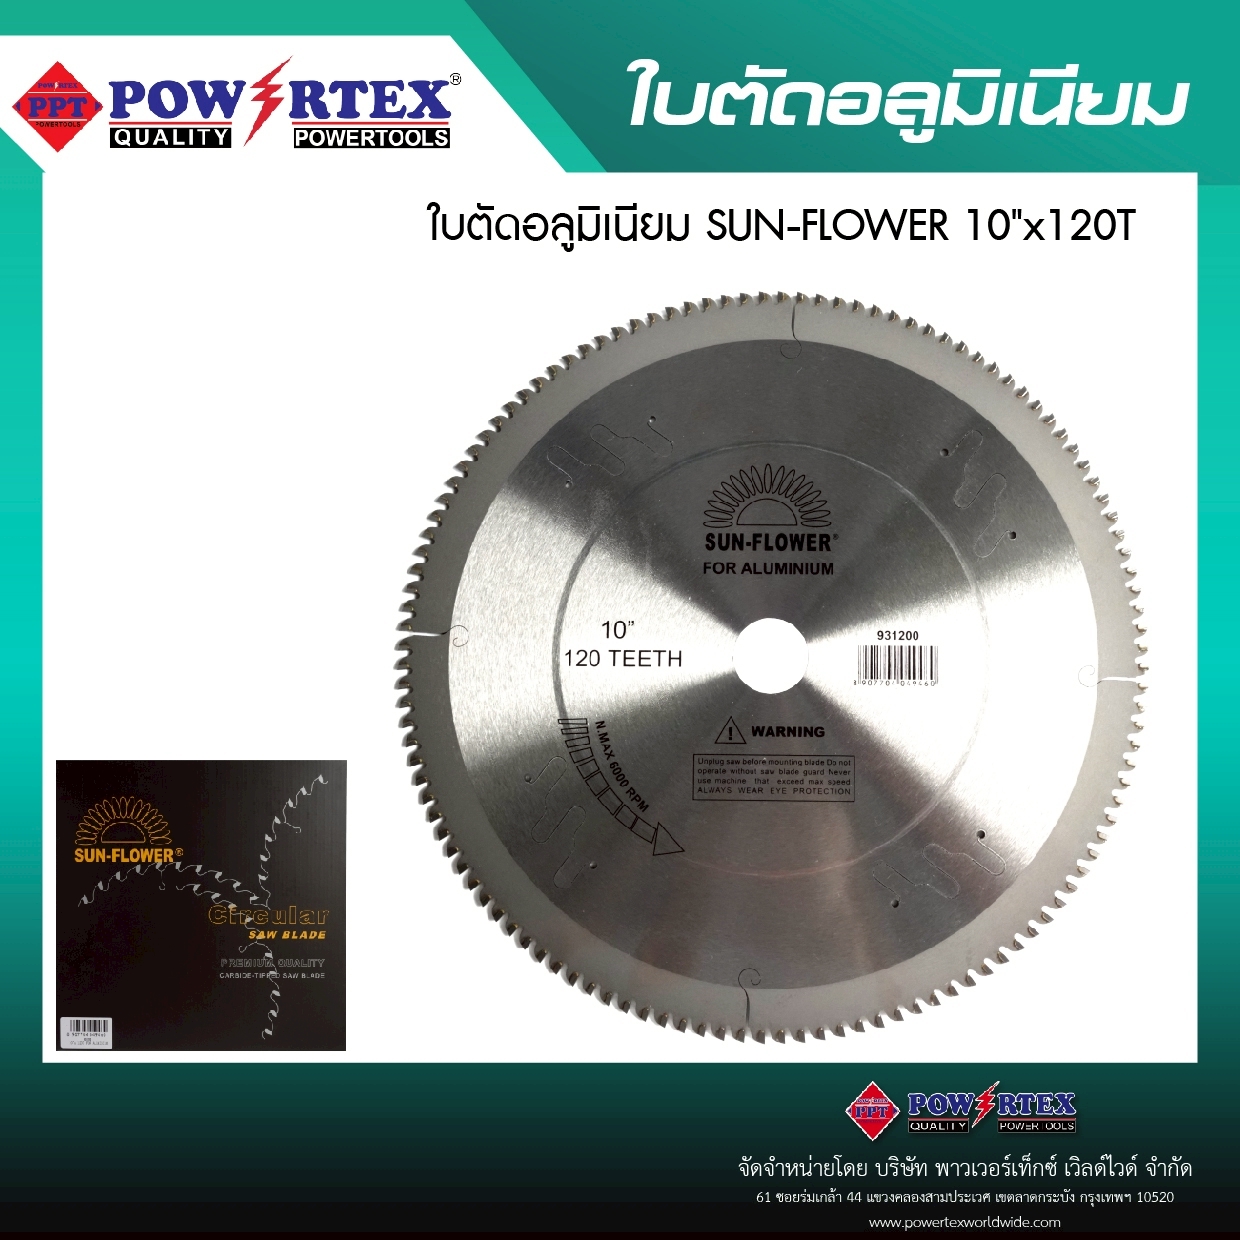 POWERTEX®
PPT
POWERTEX
POWERTOOLS
QUALITY POWERTOOLS
ใบตัดอลูมิเนียม
ใบตัดอลูมิเนียม SUN-FLOWER 10"x120T
SUN-FLOWER®
FOR ALUMINIUM
10”
120 TEETH
931200
N.MAX 6000 RPM
WARNING
Unplug saw before mounting blade Do not
operate without saw blade guard Never
use machine that exceed max speed
ALWAYS WEAR EYE PROTECTION
SUN-FLOWER®
Circular
SAW BLADE
PREMIUM QUALITY
CARBIDE-TIPPED SAW BLADE
PPT
POWERTEX
QUALITY POWERTOOLS
จัดจำหน่ายโดย บริษัท พาวเวอร์เท็กซ์ เวิลด์ไวด์ จำกัด
61 ซอยร่มเกล้า 44 แขวงคลองสามประเวศ เขตลาดกระบัง กรุงเทพฯ 10520
www.powertexworldwide.com